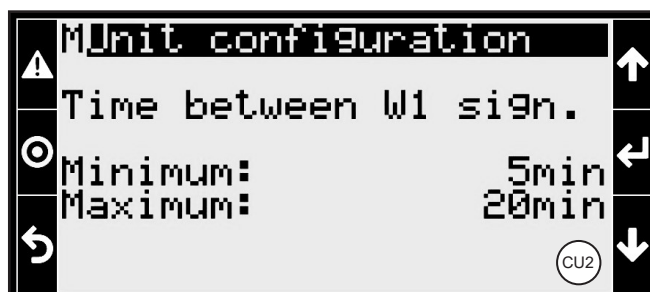 MUnit configuration
Time between W1 sign.
Minimum: 5min
Maximum: 20min
CU2